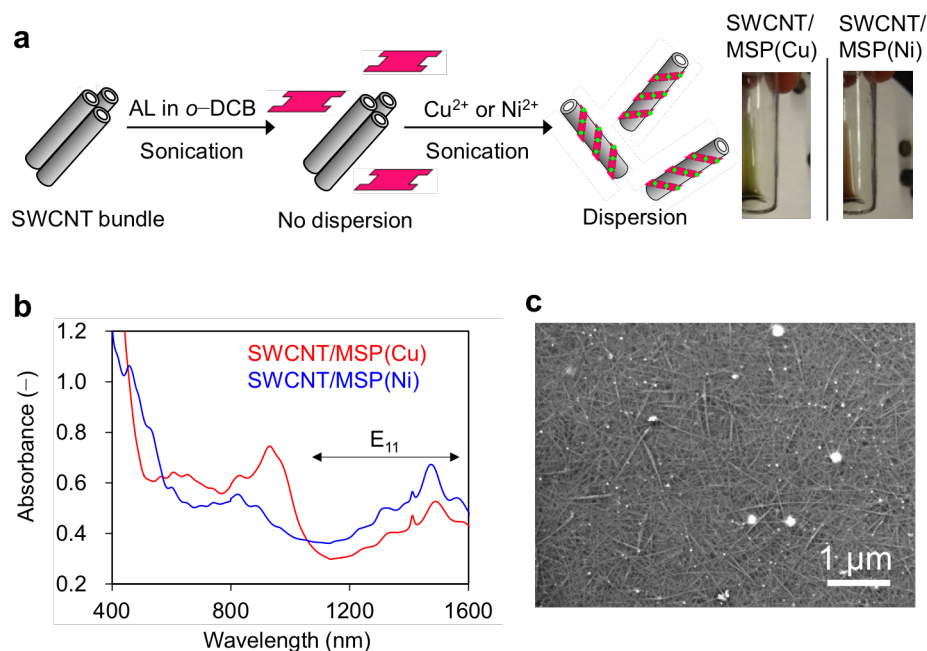 a
SWCNT bundle
AL in o–DCB
Sonication
No dispersion
Cu²⁺ or Ni²⁺
Sonication
Dispersion
SWCNT/
MSP(Cu)
SWCNT/
MSP(Ni)
b
1.2
1.0
0.8
0.6
0.4
0.2
Absorbance (–)
SWCNT/MSP(Cu)
SWCNT/MSP(Ni)
E₁₁
400
800
1200
1600
Wavelength (nm)
c
1 μm